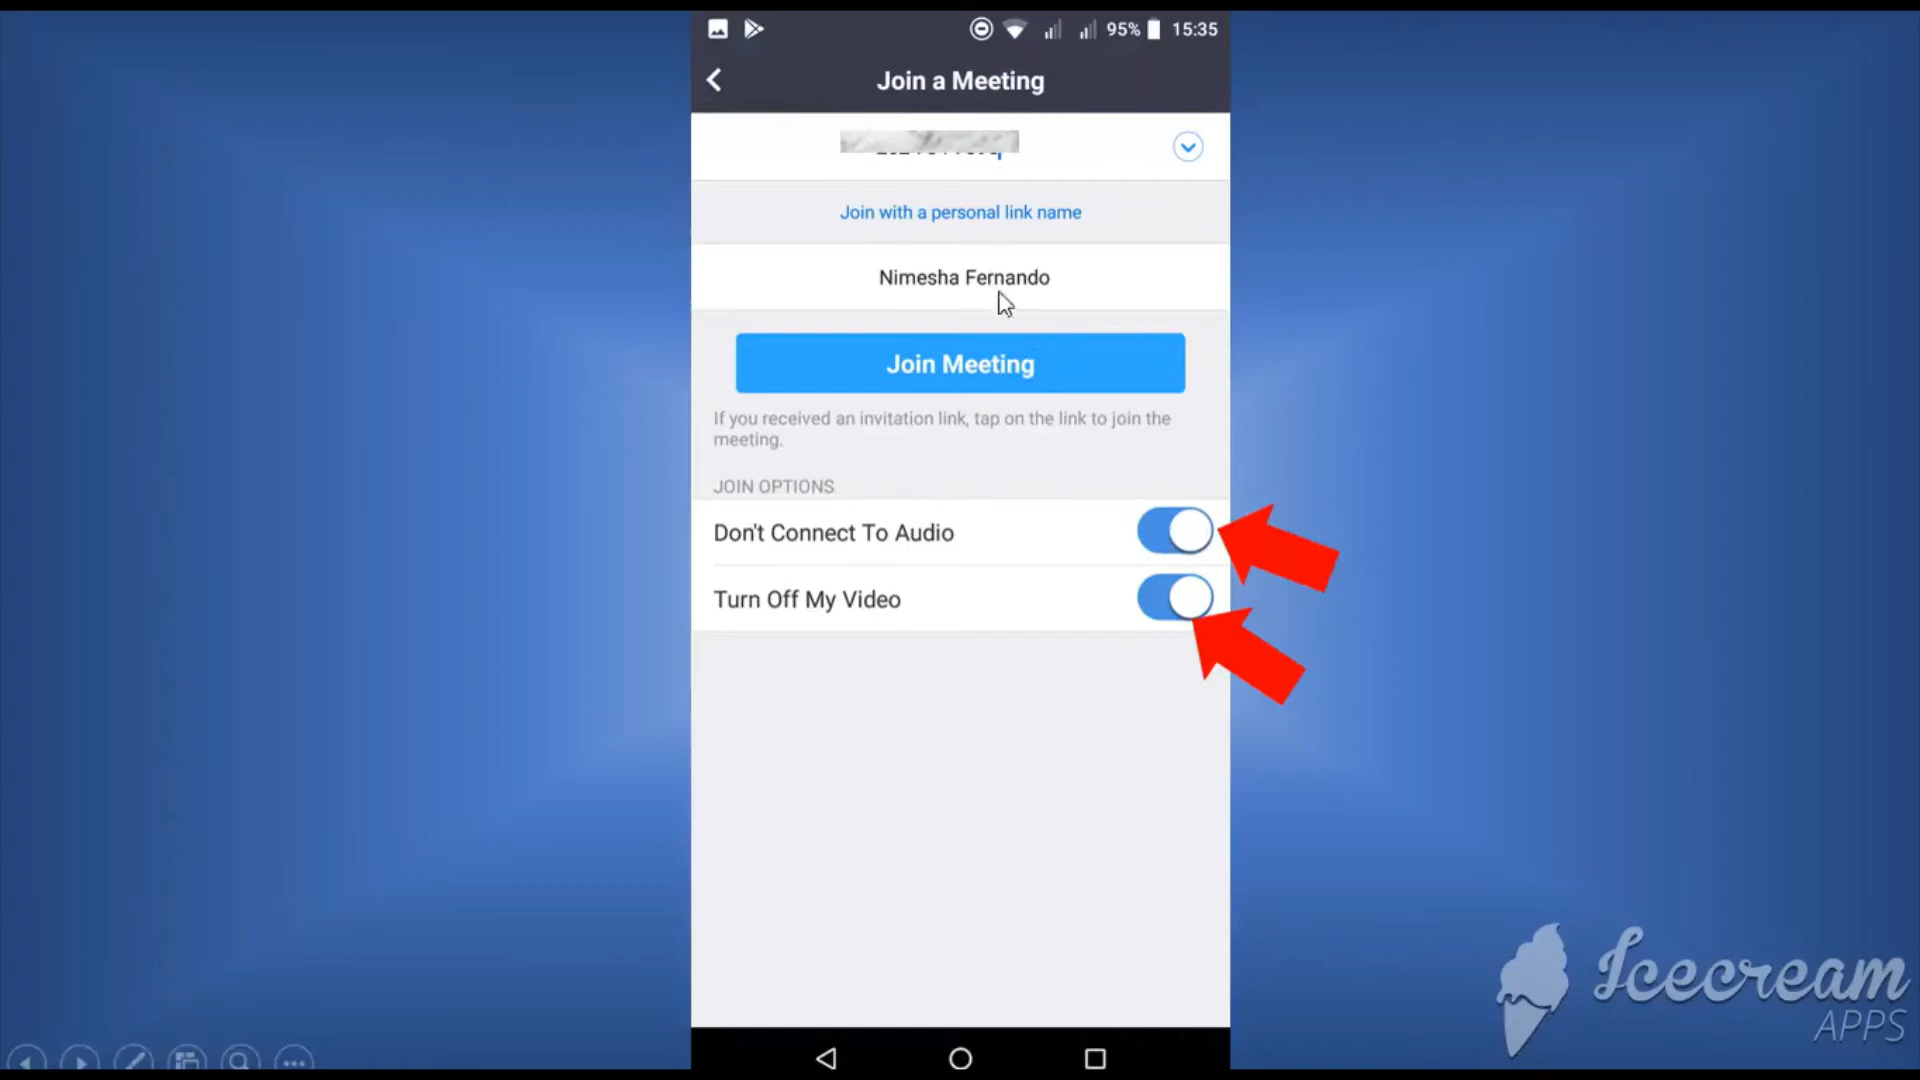 95% 15:35
Join a Meeting
Join with a personal link name
Nimesha Fernando
Join Meeting
If you received an invitation link, tap on the link to join the
meeting.
JOIN OPTIONS
Don't Connect To Audio
Turn Off My Video
Icecream
APPS